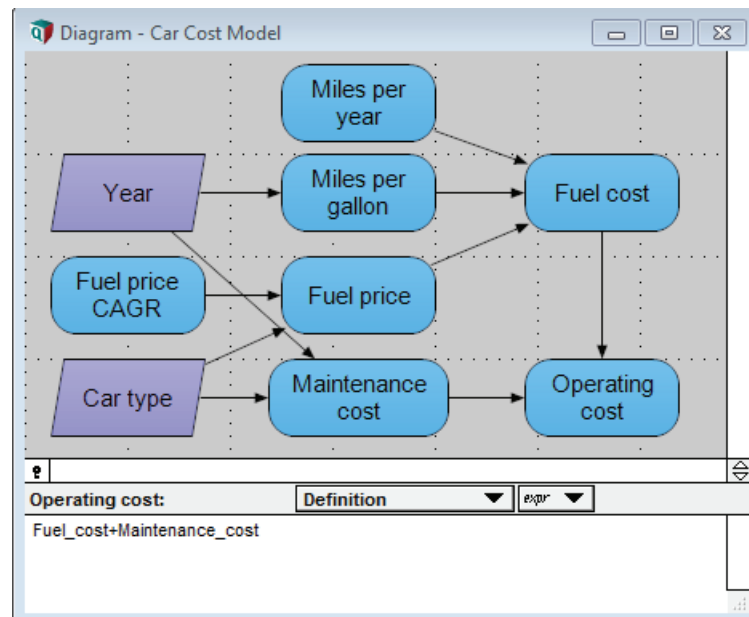 Diagram - Car Cost Model
Miles per
year
Year
Miles per
gallon
Fuel cost
Fuel price
CAGR
Fuel price
Car type
Maintenance
cost
Operating
cost
Operating cost:
Definition
expr
Fuel_cost+Maintenance_cost